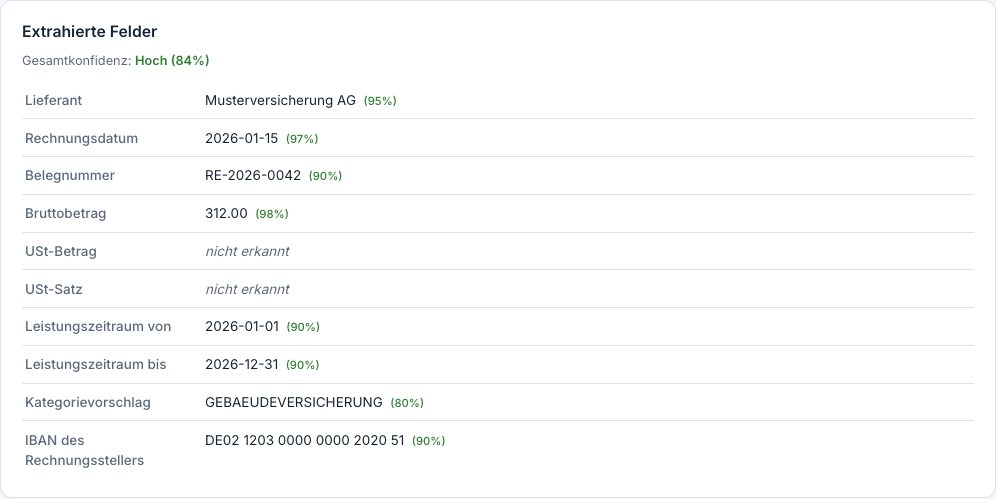 Extrahierte Felder
Gesamtkonfidenz: Hoch (84%)
Lieferant Musterversicherung AG (95%)
Rechnungsdatum 2026-01-15 (97%)
Belegnummer RE-2026-0042 (90%)
Bruttobetrag 312.00 (98%)
USt-Betrag nicht erkannt
USt-Satz nicht erkannt
Leistungszeitraum von 2026-01-01 (90%)
Leistungszeitraum bis 2026-12-31 (90%)
Kategorievorschlag GEBAEUDEVERSICHERUNG (80%)
IBAN des DE02 1203 0000 0000 2020 51 (90%)
Rechnungsstellers